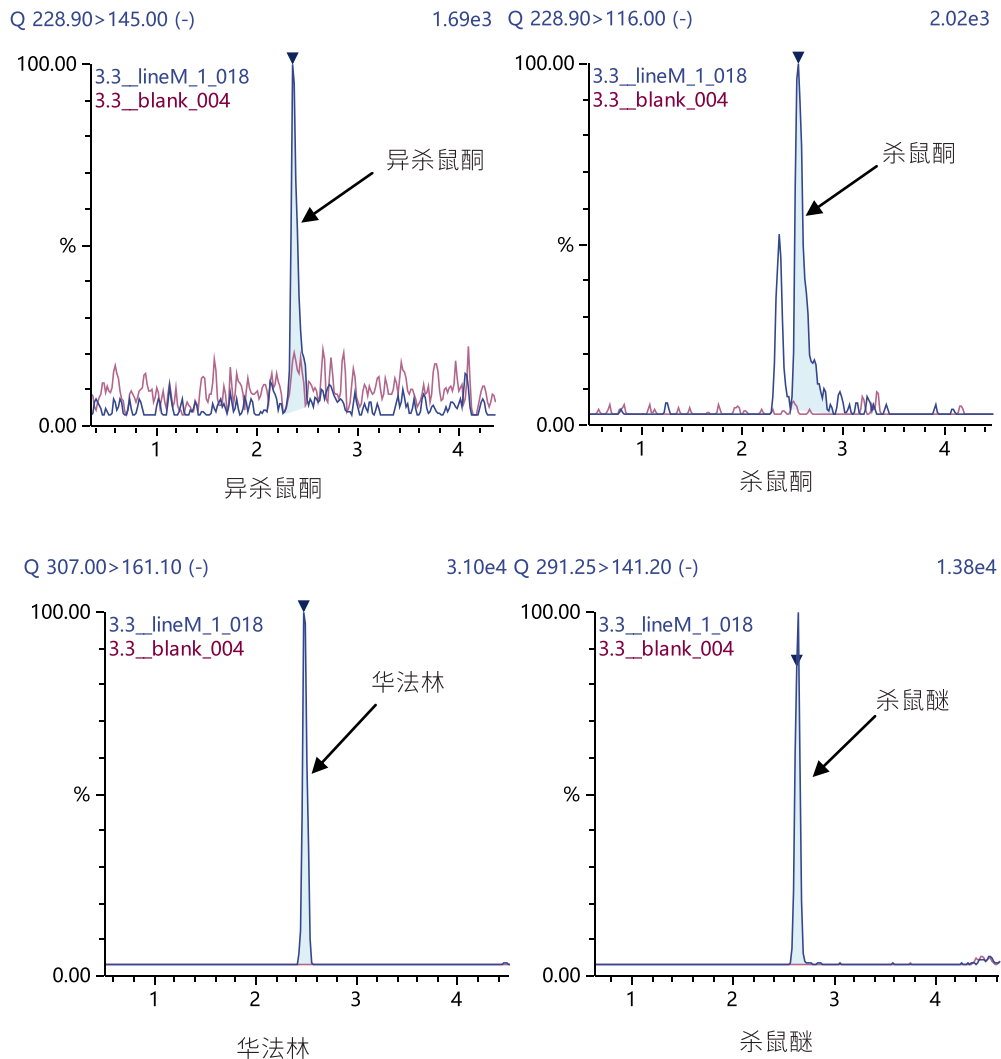 Q 228.90>145.00 (-) 1.69e3
100.00
3.3__lineM_1_018
3.3__blank_004
异杀鼠酮
%
0.00
1 2 3 4
异杀鼠酮
Q 228.90>116.00 (-) 2.02e3
100.00
3.3__lineM_1_018
3.3__blank_004
杀鼠酮
%
0.00
1 2 3 4
杀鼠酮
Q 307.00>161.10 (-) 3.10e4
100.00
3.3__lineM_1_018
3.3__blank_004
华法林
%
0.00
1 2 3 4
华法林
Q 291.25>141.20 (-) 1.38e4
100.00
3.3__lineM_1_018
3.3__blank_004
杀鼠醚
%
0.00
1 2 3 4
杀鼠醚